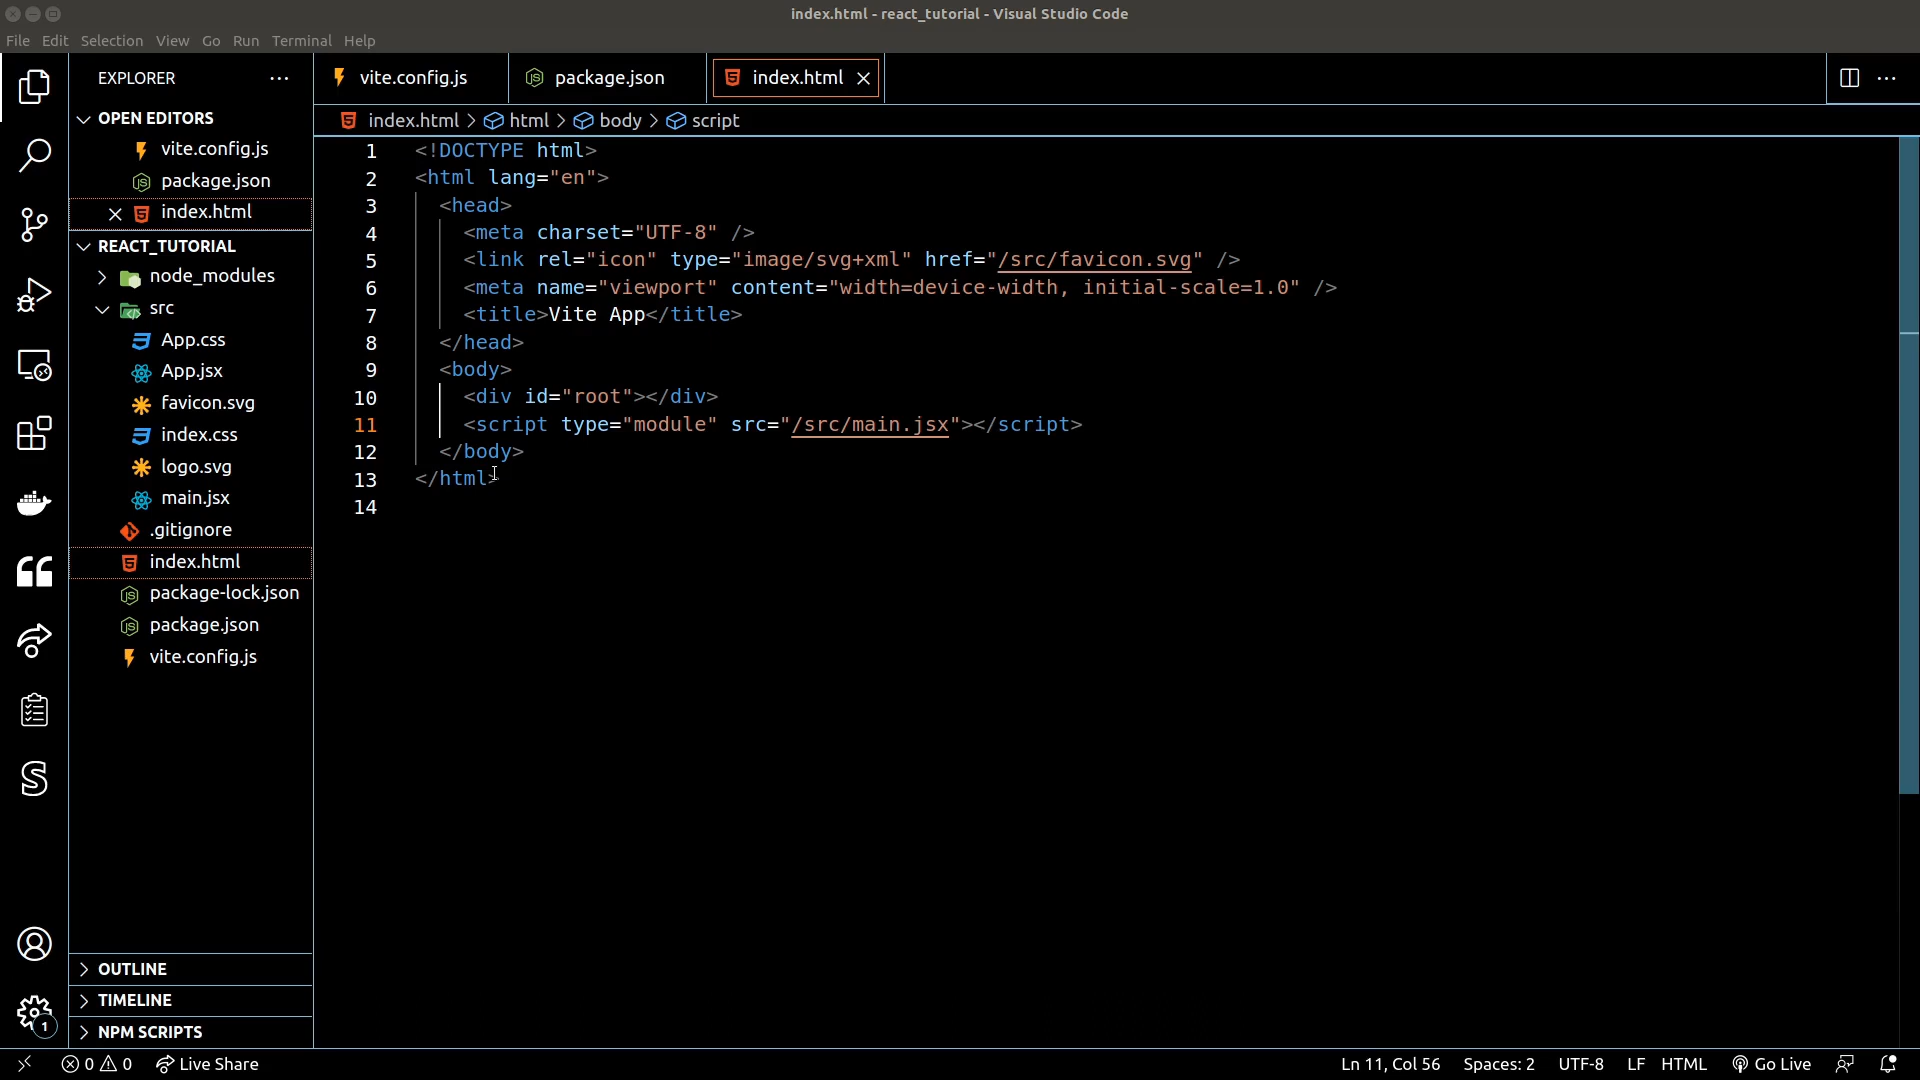 index.html - react_tutorial - Visual Studio Code
File Edit Selection View Go Run Terminal Help
EXPLORER
OPEN EDITORS
vite.config.js
package.json
index.html
REACT_TUTORIAL
node_modules
src
App.css
App.jsx
favicon.svg
index.css
logo.svg
main.jsx
.gitignore
index.html
package-lock.json
package.json
vite.config.js
OUTLINE
TIMELINE
NPM SCRIPTS
1
vite.config.js package.json index.html
index.html > html > body > script
1 <!DOCTYPE html>
2 <html lang="en">
3 <head>
4 <meta charset="UTF-8" />
5 <link rel="icon" type="image/svg+xml" href="/src/favicon.svg" />
6 <meta name="viewport" content="width=device-width, initial-scale=1.0" />
7 <title>Vite App</title>
8 </head>
9 <body>
10 <div id="root"></div>
11 <script type="module" src="/src/main.jsx"></script>
12 </body>
13 </html>
14
0 0 Live Share Ln 11, Col 56 Spaces: 2 UTF-8 LF HTML Go Live